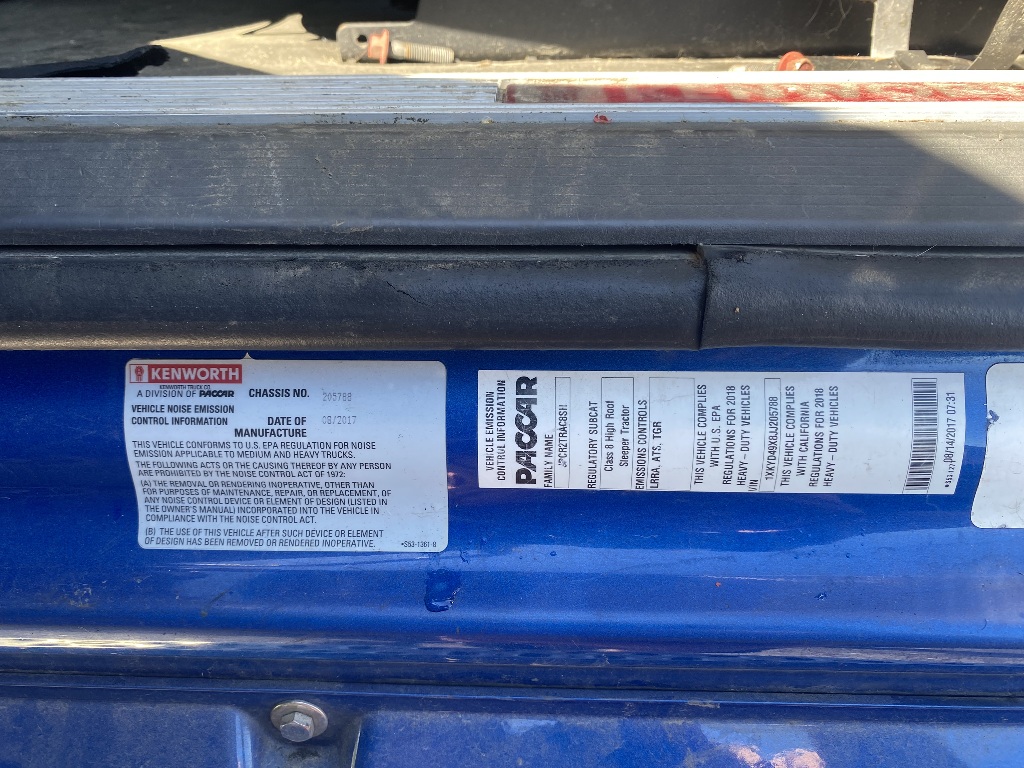 KENWORTH
KENWORTH TRUCK CO.
A DIVISION OF PACCAR
CHASSIS NO. 205788
VEHICLE NOISE EMISSION
CONTROL INFORMATION
DATE OF 08/2017
MANUFACTURE
THIS VEHICLE CONFORMS TO U.S. EPA REGULATION FOR NOISE
EMISSION APPLICABLE TO MEDIUM AND HEAVY TRUCKS.
THE FOLLOWING ACTS OR THE CAUSING THEREOF BY ANY PERSON
ARE PROHIBITED BY THE NOISE CONTROL ACT OF 1972:
(A) THE REMOVAL OR RENDERING INOPERATIVE, OTHER THAN
FOR PURPOSES OF MAINTENANCE, REPAIR, OR REPLACEMENT, OF
ANY NOISE CONTROL DEVICE OR ELEMENT OF DESIGN (LISTED IN
THE OWNER'S MANUAL) INCORPORATED INTO THE VEHICLE IN
COMPLIANCE WITH THE NOISE CONTROL ACT.
(B) THE USE OF THIS VEHICLE AFTER SUCH DEVICE OR ELEMENT
OF DESIGN HAS BEEN REMOVED OR RENDERED INOPERATIVE.
*S53-1361-B
VEHICLE EMISSION
CONTROL INFORMATION
PACCAR
FAMILY NAME
JPCR2TRAC8SH
REGULATORY SUBCAT
Class 8 High Roof
Sleeper Tractor
EMISSIONS CONTROLS
LRRA, ATS, TGR
THIS VEHICLE COMPLIES
WITH U.S. EPA
REGULATIONS FOR 2018
HEAVY – DUTY VEHICLES
VIN
1XKYD49X8JJ205788
THIS VEHICLE COMPLIES
WITH CALIFORNIA
REGULATIONS FOR 2018
HEAVY – DUTY VEHICLES
08/14/2017 07:31